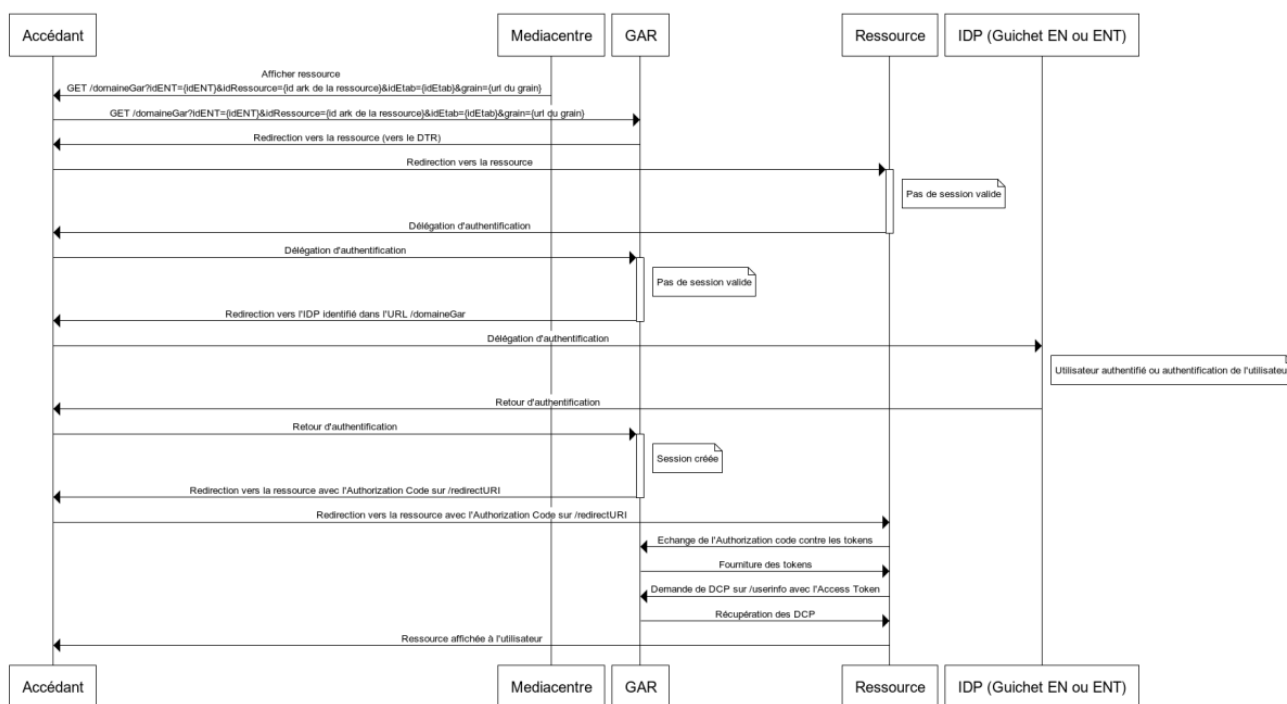 Accédant
Mediacentre
GAR
Ressource
IDP (Guichet EN ou ENT)
Afficher ressource
GET /domaineGar?idENT={idENT}&idRessource={id ark de la ressource}&idEtab={idEtab}&grain={url du grain}
GET /domaineGar?idENT={idENT}&idRessource={id ark de la ressource}&idEtab={idEtab}&grain={url du grain}
Redirection vers la ressource (vers le DTR)
Redirection vers la ressource
Pas de session valide
Délégation d'authentification
Délégation d'authentification
Pas de session valide
Redirection vers l'IDP identifié dans l'URL /domaineGar
Délégation d'authentification
Utilisateur authentifié ou authentification de l'utilisateu
Retour d'authentification
Retour d'authentification
Session créée
Redirection vers la ressource avec l'Authorization Code sur /redirectURI
Redirection vers la ressource avec l'Authorization Code sur /redirectURI
Echange de l'Authorization code contre les tokens
Fourniture des tokens
Demande de DCP sur /userinfo avec l'Access Token
Récupération des DCP
Ressource affichée à l'utilisateur
Accédant
Mediacentre
GAR
Ressource
IDP (Guichet EN ou ENT)